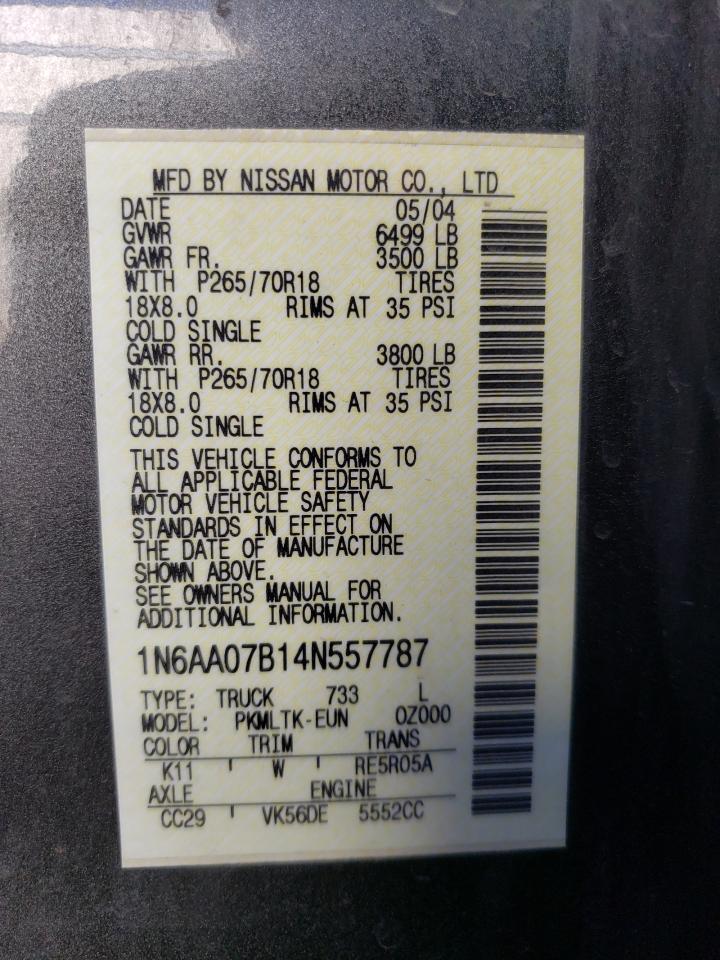 MFD BY NISSAN MOTOR CO., LTD
DATE 05/04
GVWR 6499 LB
GAWR FR. 3500 LB
WITH P265/70R18 TIRES
18X8.0 RIMS AT 35 PSI
COLD SINGLE
GAWR RR. 3800 LB
WITH P265/70R18 TIRES
18X8.0 RIMS AT 35 PSI
COLD SINGLE
THIS VEHICLE CONFORMS TO
ALL APPLICABLE FEDERAL
MOTOR VEHICLE SAFETY
STANDARDS IN EFFECT ON
THE DATE OF MANUFACTURE
SHOWN ABOVE.
SEE OWNERS MANUAL FOR
ADDITIONAL INFORMATION.
1N6AA07B14N557787
TYPE: TRUCK 733 L
MODEL: PKMLTK-EUN 0Z000
COLOR TRIM TRANS
K11 W RE5R05A
AXLE ENGINE
CC29 VK56DE 5552CC